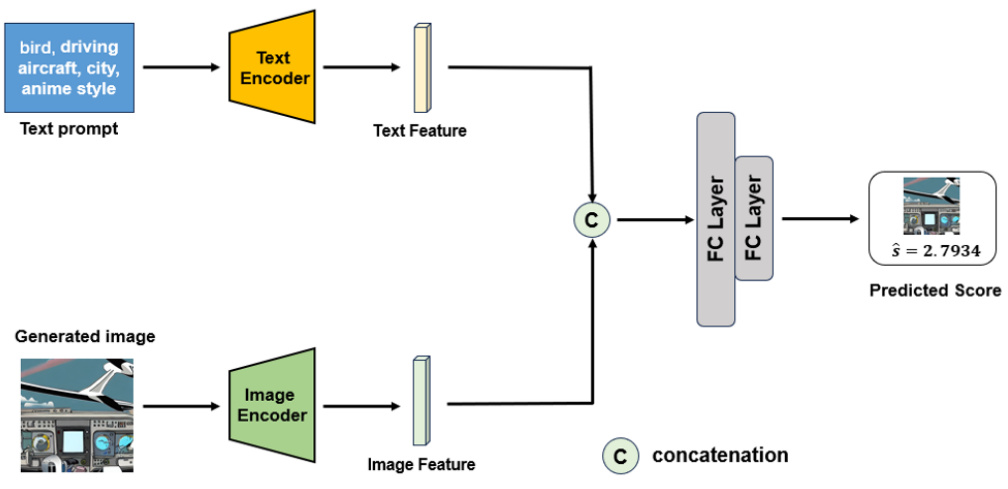 bird, driving
aircraft, city,
anime style
Text prompt
Text
Encoder
Text Feature
C
FC Layer
FC Layer
ŝ = 2.7934
Predicted Score
Generated image
Image
Encoder
Image Feature
C concatenation